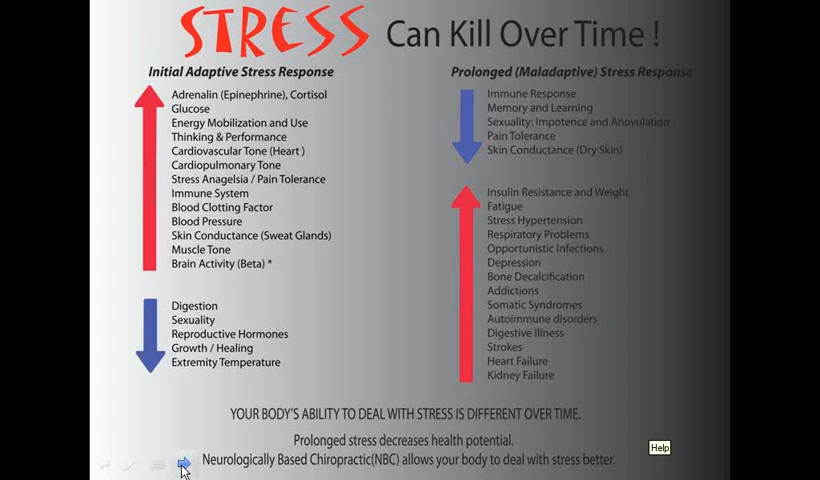 STRESS Can Kill Over Time !
Initial Adaptive Stress Response
Adrenalin (Epinephrine), Cortisol
Glucose
Energy Mobilization and Use
Thinking & Performance
Cardiovascular Tone (Heart )
Cardiopulmonary Tone
Stress Anagelsia / Pain Tolerance
Immune System
Blood Clotting Factor
Blood Pressure
Skin Conductance (Sweat Glands)
Muscle Tone
Brain Activity (Beta) *
Digestion
Sexuality
Reproductive Hormones
Growth / Healing
Extremity Temperature
Prolonged (Maladaptive) Stress Response
Immune Response
Memory and Learning
Sexuality: Impotence and Anovulation
Pain Tolerance
Skin Conductance (Dry Skin)
Insulin Resistance and Weight
Fatigue
Stress Hypertension
Respiratory Problems
Opportunistic Infections
Depression
Bone Decalcification
Addictions
Somatic Syndromes
Autoimmune disorders
Digestive Illness
Strokes
Heart Failure
Kidney Failure
YOUR BODY'S ABILITY TO DEAL WITH STRESS IS DIFFERENT OVER TIME.
Prolonged stress decreases health potential.
Help
Neurologically Based Chiropractic(NBC) allows your body to deal with stress better.